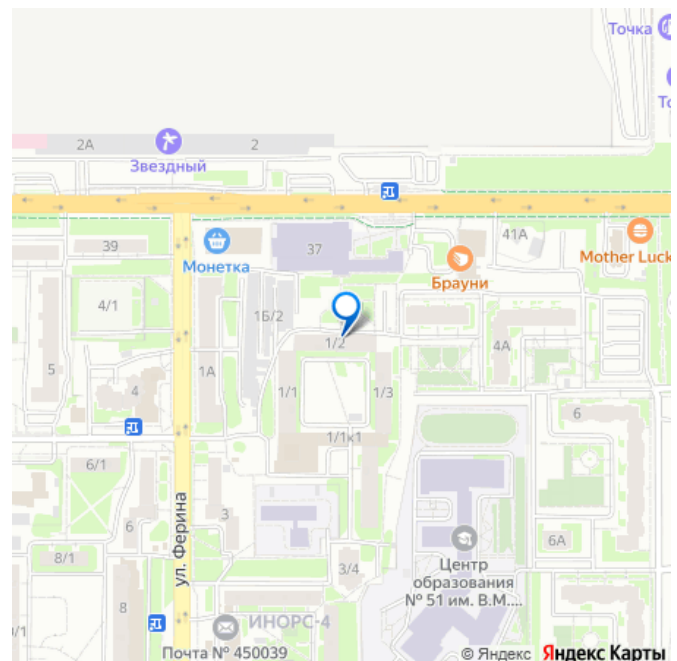 Точка
2А
2
Звездный
39
Монетка
37
41А
Mother Luck
Брауни
4/1
1Б/2
1/2
4А
5
1А
4
1/1
1/3
6
1/1к1
6/1
ул. Ферина
6
3
6А
8/1
Центр
образования
№ 51 им. В.М....
3/4
8
ИНОРС-4
Почта № 450039
© Яндекс Яндекс Карты